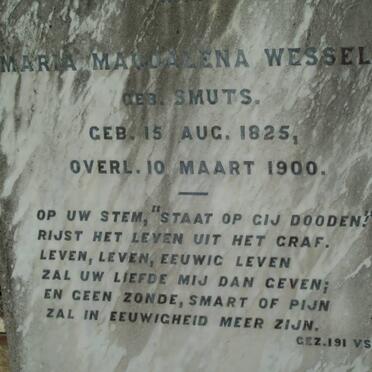 MARIA MAGDALENA WESSEL
GEB. SMUTS.
GEB. 15 AUG. 1825,
OVERL. 10 MAART 1900.
OP UW STEM, "STAAT OP GIJ DOODEN!"
RIJST HET LEVEN UIT HET GRAF.
LEVEN, LEVEN, EEUWIG LEVEN
ZAL UW LIEFDE MIJ DAN GEVEN;
EN GEEN ZONDE, SMART OF PIJN
ZAL IN EEUWIGHEID MEER ZIJN.
GEZ. 191 VS